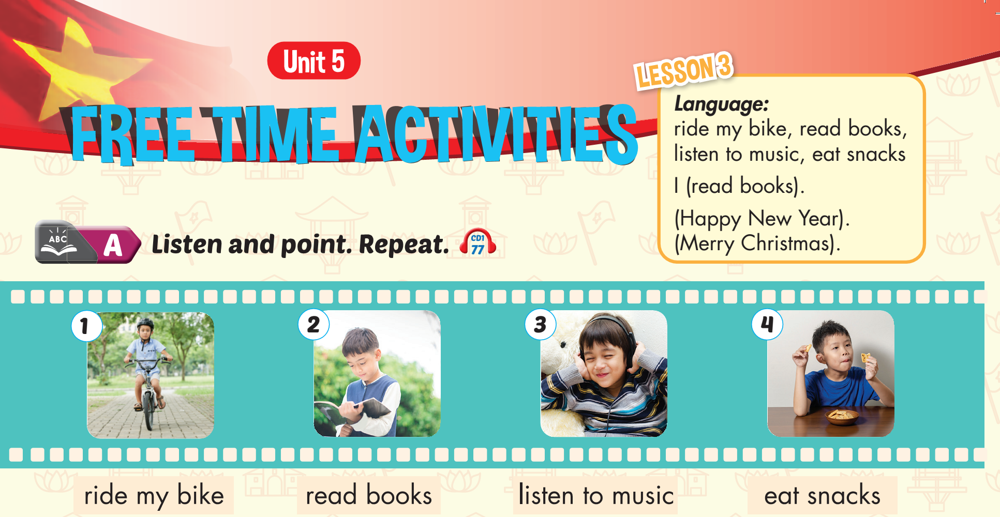 Unit 5
FREE TIME ACTIVITIES
LESSON 3
Language:
ride my bike, read books,
listen to music, eat snacks
I (read books).
(Happy New Year).
(Merry Christmas).
ABC
A Listen and point. Repeat. CD1 77
1
2
3
4
ride my bike
read books
listen to music
eat snacks